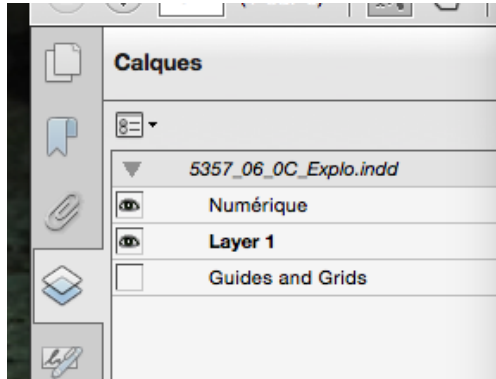 Calques
5357_06_0C_Explo.indd
Numérique
Layer 1
Guides and Grids